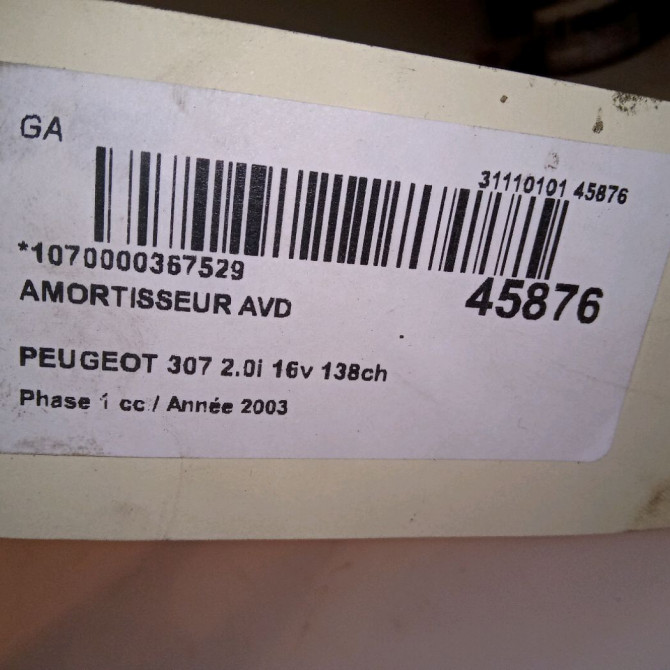 GA
31110101 45876
*1070000367529
45876
AMORTISSEUR AVD
PEUGEOT 307 2.0i 16v 138ch
Phase 1 cc / Année 2003